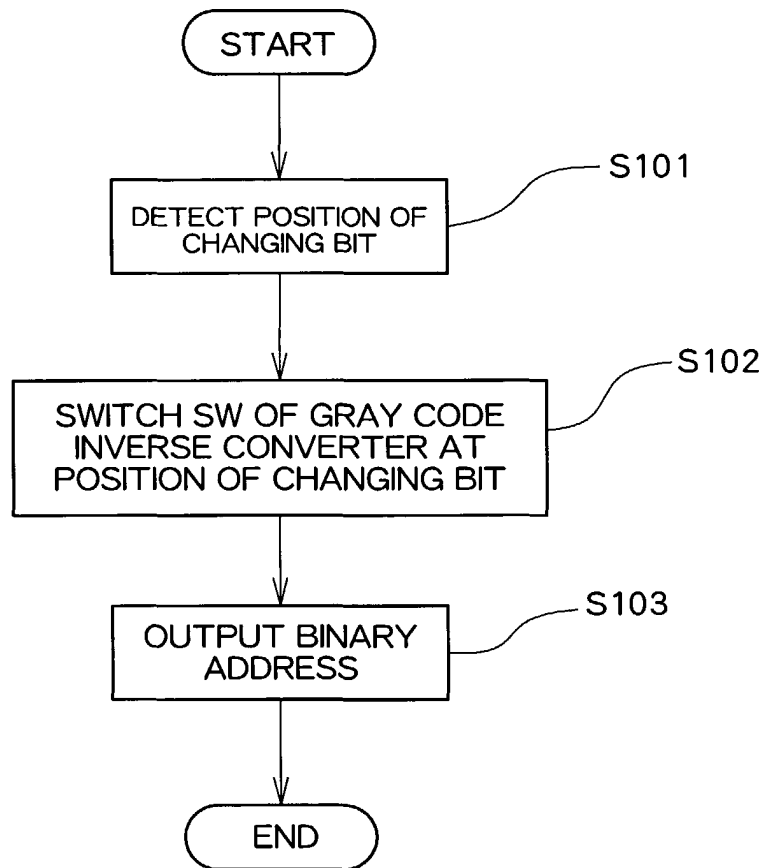 START
S101
DETECT POSITION OF
CHANGING BIT
S102
SWITCH SW OF GRAY CODE
INVERSE CONVERTER AT
POSITION OF CHANGING BIT
S103
OUTPUT BINARY
ADDRESS
END